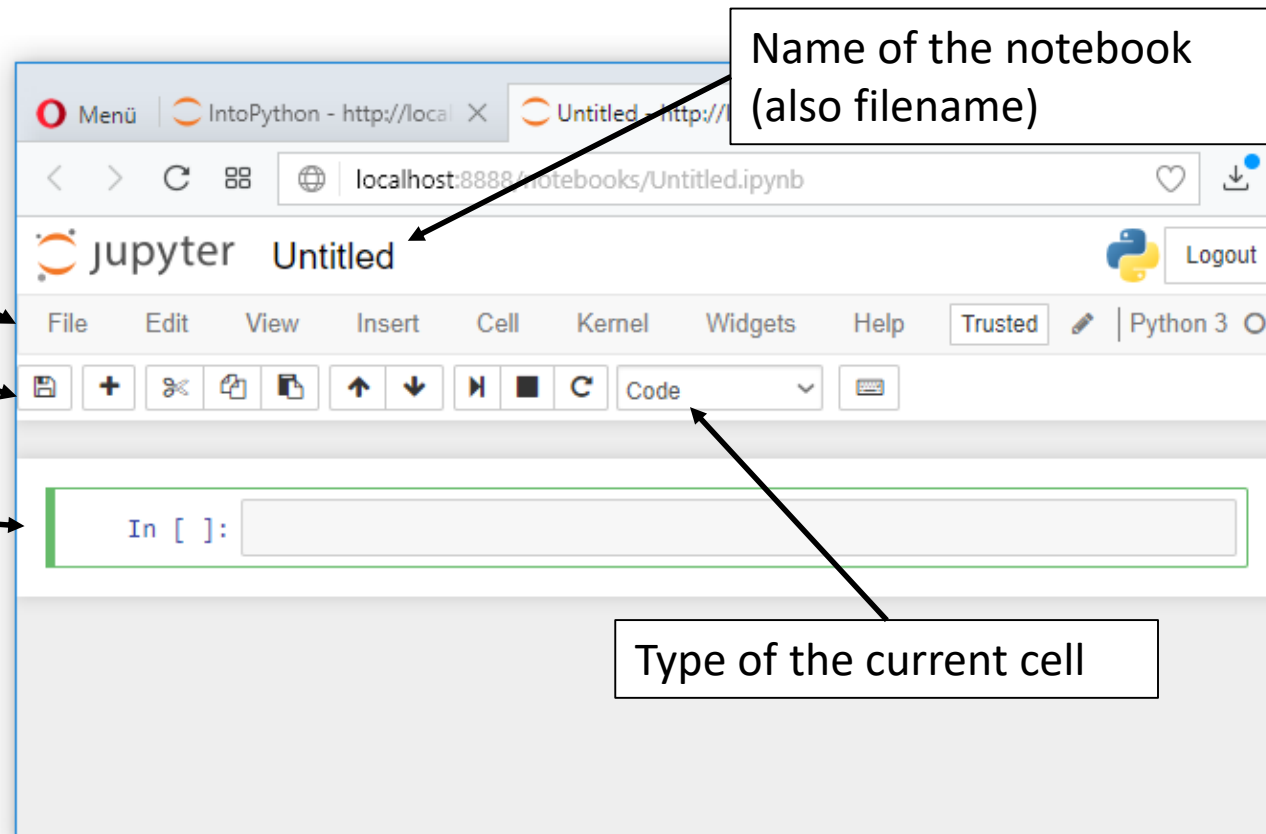 Name of the notebook
(also filename)
Menü IntoPython - http://local Untitled - http://l
localhost:8888/notebooks/Untitled.ipynb
jupyter Untitled Logout
File Edit View Insert Cell Kernel Widgets Help Trusted Python 3
Code
In [ ]:
Type of the current cell